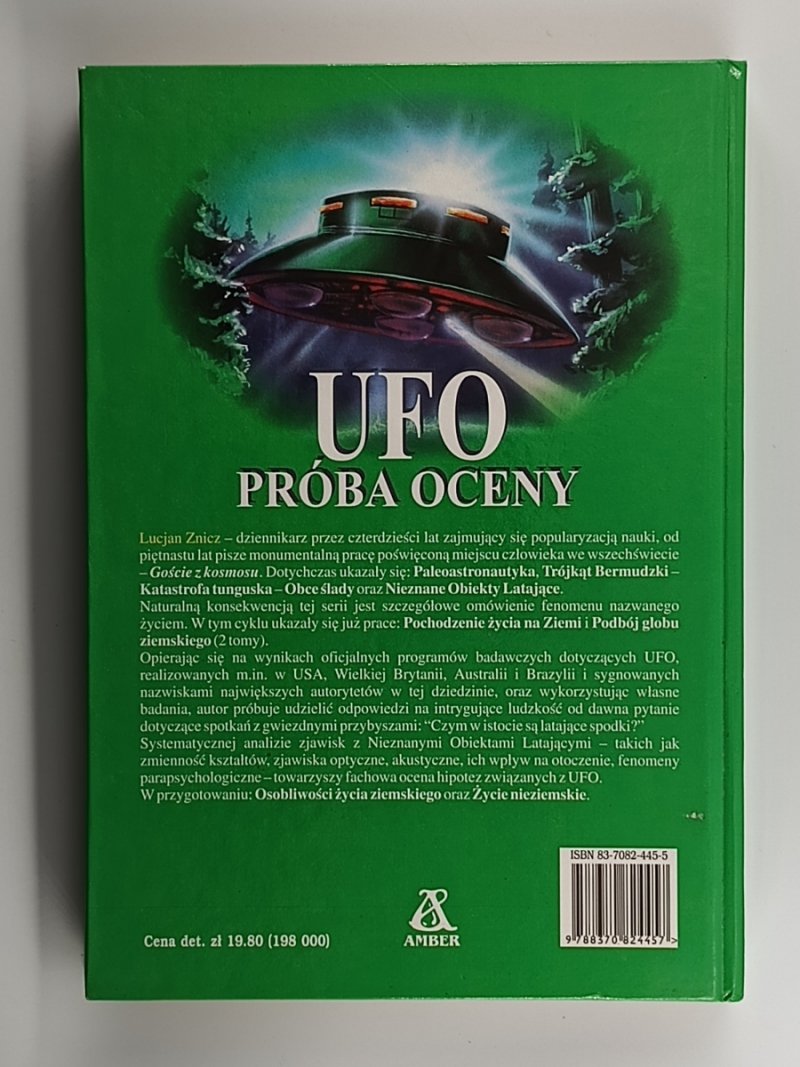 UFO
PRÓBA OCENY
Lucjan Znicz – dziennikarz przez czterdzieści lat zajmujący się popularyzacją nauki, od
piętnastu lat pisze monumentalną pracę poświęconą miejscu człowieka we wszechświecie
– Goście z kosmosu. Dotychczas ukazały się: Paleoastronautyka, Trójkąt Bermudzki –
Katastrofa tunguska – Obce ślady oraz Nieznane Obiekty Latające.
Naturalną konsekwencją tej serii jest szczegółowe omówienie fenomenu nazwanego
życiem. W tym cyklu ukazały się już prace: Pochodzenie życia na Ziemi i Podbój globu
ziemskiego (2 tomy).
Opierając się na wynikach oficjalnych programów badawczych dotyczących UFO,
realizowanych m.in. w USA, Wielkiej Brytanii, Australii i Brazylii i sygnowanych
nazwiskami największych autorytetów w tej dziedzinie, oraz wykorzystując własne
badania, autor próbuje udzielić odpowiedzi na intrygujące ludzkość od dawna pytanie
dotyczące spotkań z gwiezdnymi przybyszami: “Czym w istocie są latające spodki?”
Systematycznej analizie zjawisk z Nieznanymi Obiektami Latającymi – takich jak
zmienność kształtów, zjawiska optyczne, akustyczne, ich wpływ na otoczenie, fenomeny
parapsychologiczne – towarzyszy fachowa ocena hipotez związanych z UFO.
W przygotowaniu: Osobliwości życia ziemskiego oraz Życie nieziemskie.
ISBN 83-7082-445-5
9 788370 824457 >
Cena det. zł 19.80 (198 000)
AMBER